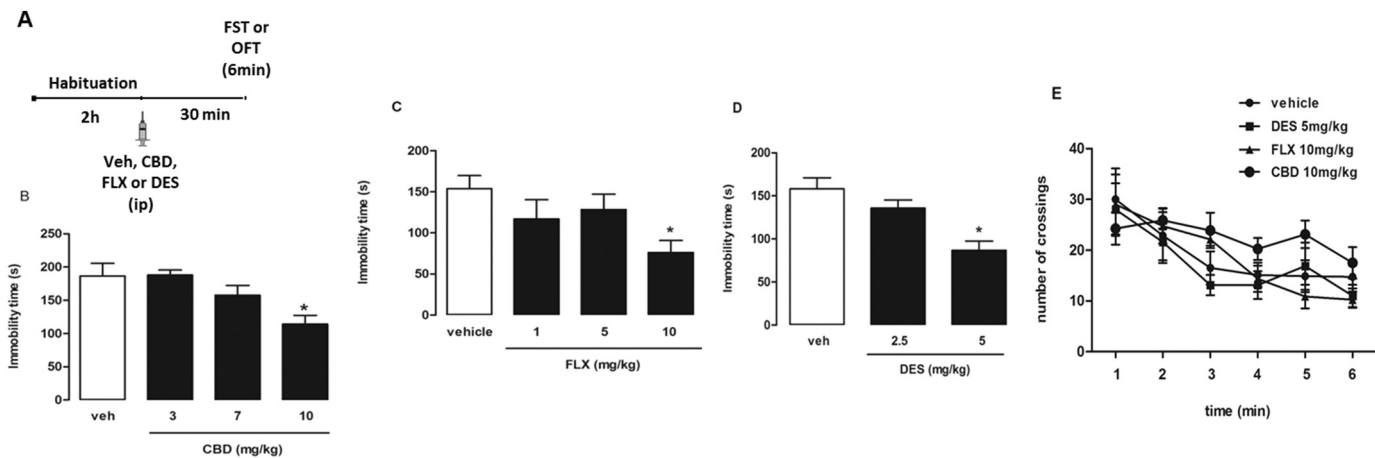 A
FST or
OFT
(6min)
Habituation
2h
30 min
Veh, CBD,
FLX or DES
(ip)
B
Immobility time (s)
250
200
150
100
50
0
*
veh
3
7
10
CBD (mg/kg)
C
Immobility time (s)
200
150
100
50
0
*
vehicle
1
5
10
FLX (mg/kg)
D
Immobility time (s)
200
150
100
50
0
*
veh
2.5
5
DES (mg/kg)
E
vehicle
DES 5mg/kg
FLX 10mg/kg
CBD 10mg/kg
number of crossings
40
30
20
10
0
1
2
3
4
5
6
time (min)